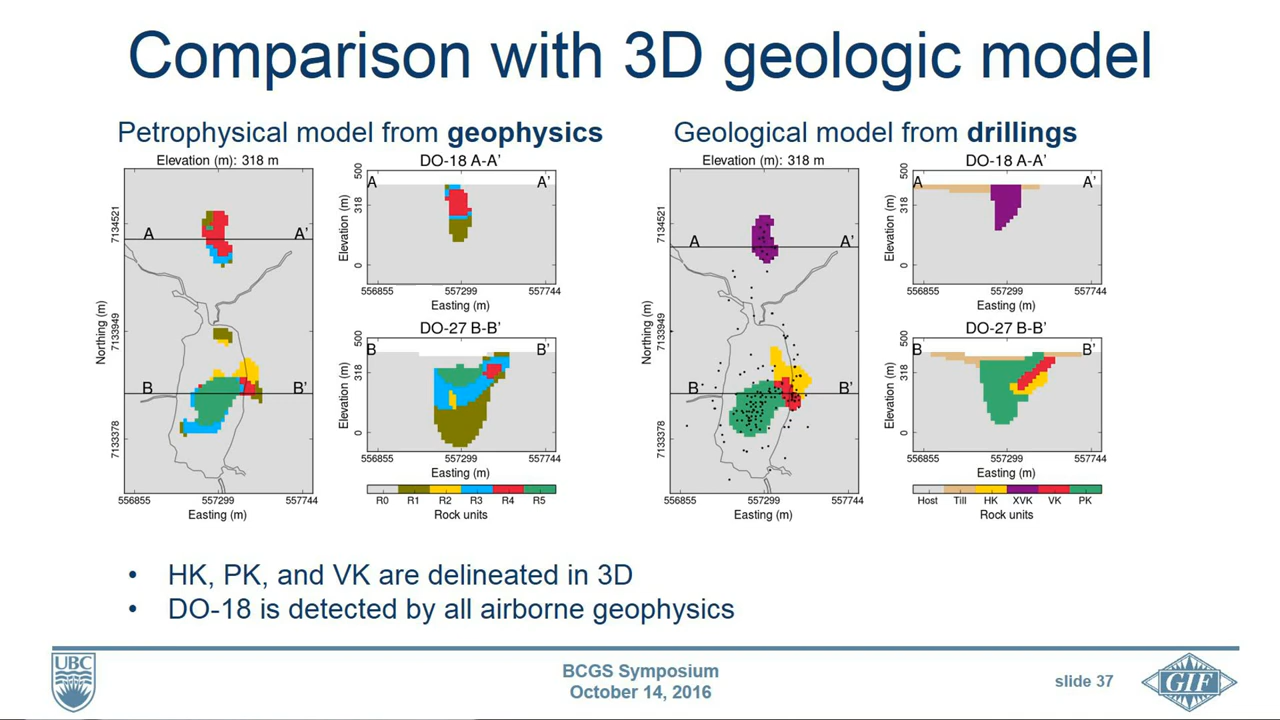 Comparison with 3D geologic model
Petrophysical model from geophysics
Elevation (m): 318 m
A
A'
B
B'
7134521
7133949
7133378
Northing (m)
556855
557299
557744
Easting (m)
DO-18 A-A'
A
A'
500
318
0
Elevation (m)
556855
557299
557744
Easting (m)
DO-27 B-B'
B
B'
500
318
0
Elevation (m)
556855
557299
557744
Easting (m)
R0 R1 R2 R3 R4 R5
Rock units
Geological model from drillings
Elevation (m): 318 m
A
A'
B
B'
7134521
7133949
7133378
Northing (m)
556855
557299
557744
Easting (m)
DO-18 A-A'
A
A'
500
318
0
Elevation (m)
556855
557299
557744
Easting (m)
DO-27 B-B'
B
B'
500
318
0
Elevation (m)
556855
557299
557744
Easting (m)
Host Till HK XVK VK PK
Rock units
• HK, PK, and VK are delineated in 3D
• DO-18 is detected by all airborne geophysics
UBC
BCGS Symposium
October 14, 2016
slide 37
GIF